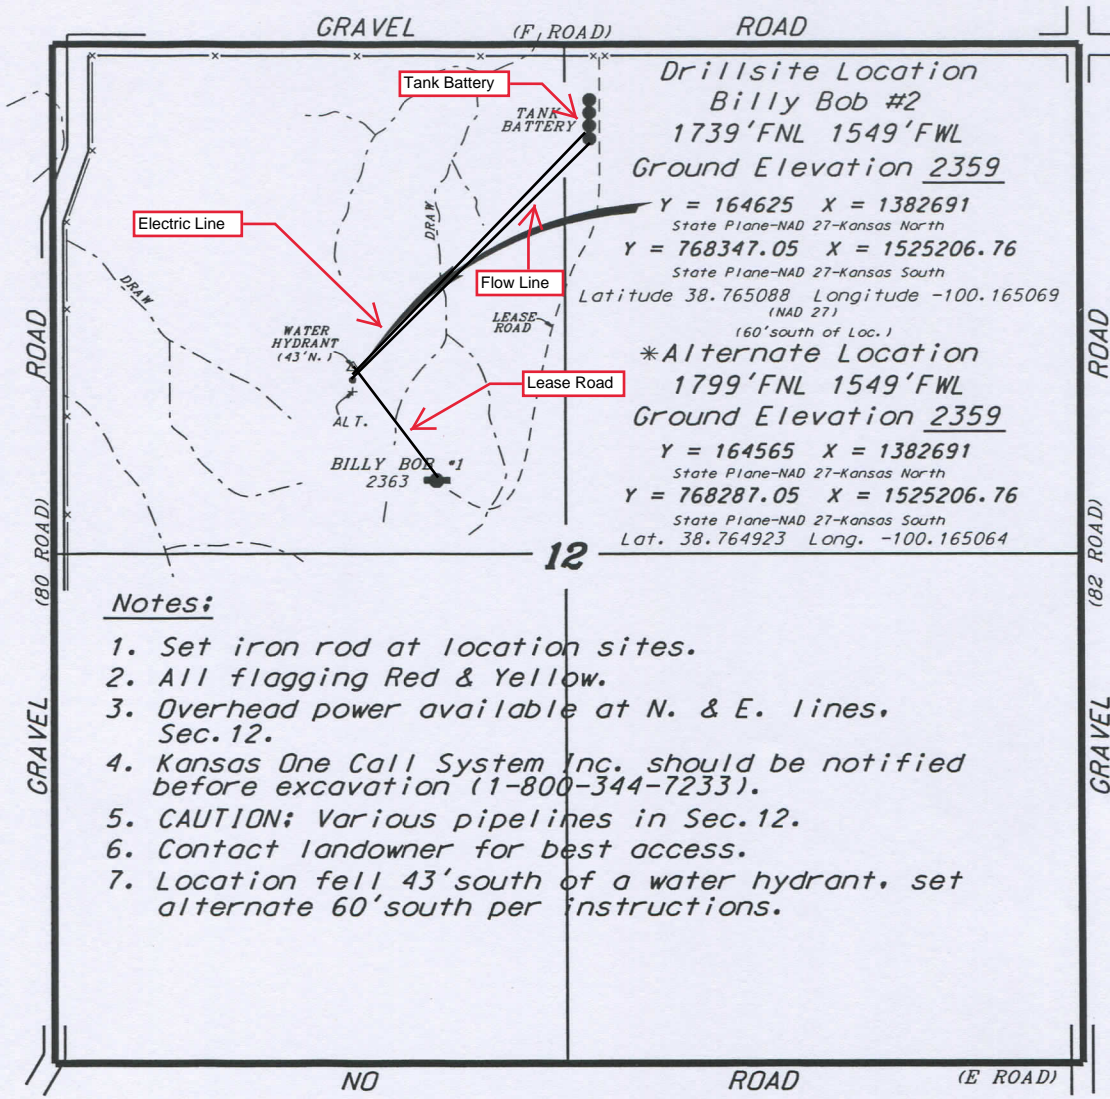 GRAVEL (F ROAD) ROAD
Tank Battery
TANK
BATTERY
Drillsite Location
Billy Bob #2
1739'FNL 1549'FWL
Ground Elevation 2359
Y = 164625 X = 1382691
State Plane-NAD 27-Kansas North
Y = 768347.05 X = 1525206.76
State Plane-NAD 27-Kansas South
Latitude 38.765088 Longitude -100.165069
(NAD 27)
(60'south of Loc.)
*Alternate Location
1799'FNL 1549'FWL
Ground Elevation 2359
Y = 164565 X = 1382691
State Plane-NAD 27-Kansas North
Y = 768287.05 X = 1525206.76
State Plane-NAD 27-Kansas South
Lat. 38.764923 Long. -100.165064
Electric Line
DRAW
Flow Line
DRAW
LEASE
ROAD
WATER
HYDRANT
(43'N.)
Lease Road
ALT.
BILLY BOB #1
2363
12
ROAD
(80 ROAD)
GRAVEL
ROAD
(82 ROAD)
GRAVEL
Notes:
1. Set iron rod at location sites.
2. All flagging Red & Yellow.
3. Overhead power available at N. & E. lines,
Sec.12.
4. Kansas One Call System Inc. should be notified
before excavation (1-800-344-7233).
5. CAUTION: Various pipelines in Sec.12.
6. Contact landowner for best access.
7. Location fell 43'south of a water hydrant, set
alternate 60'south per instructions.
NO ROAD (E ROAD)